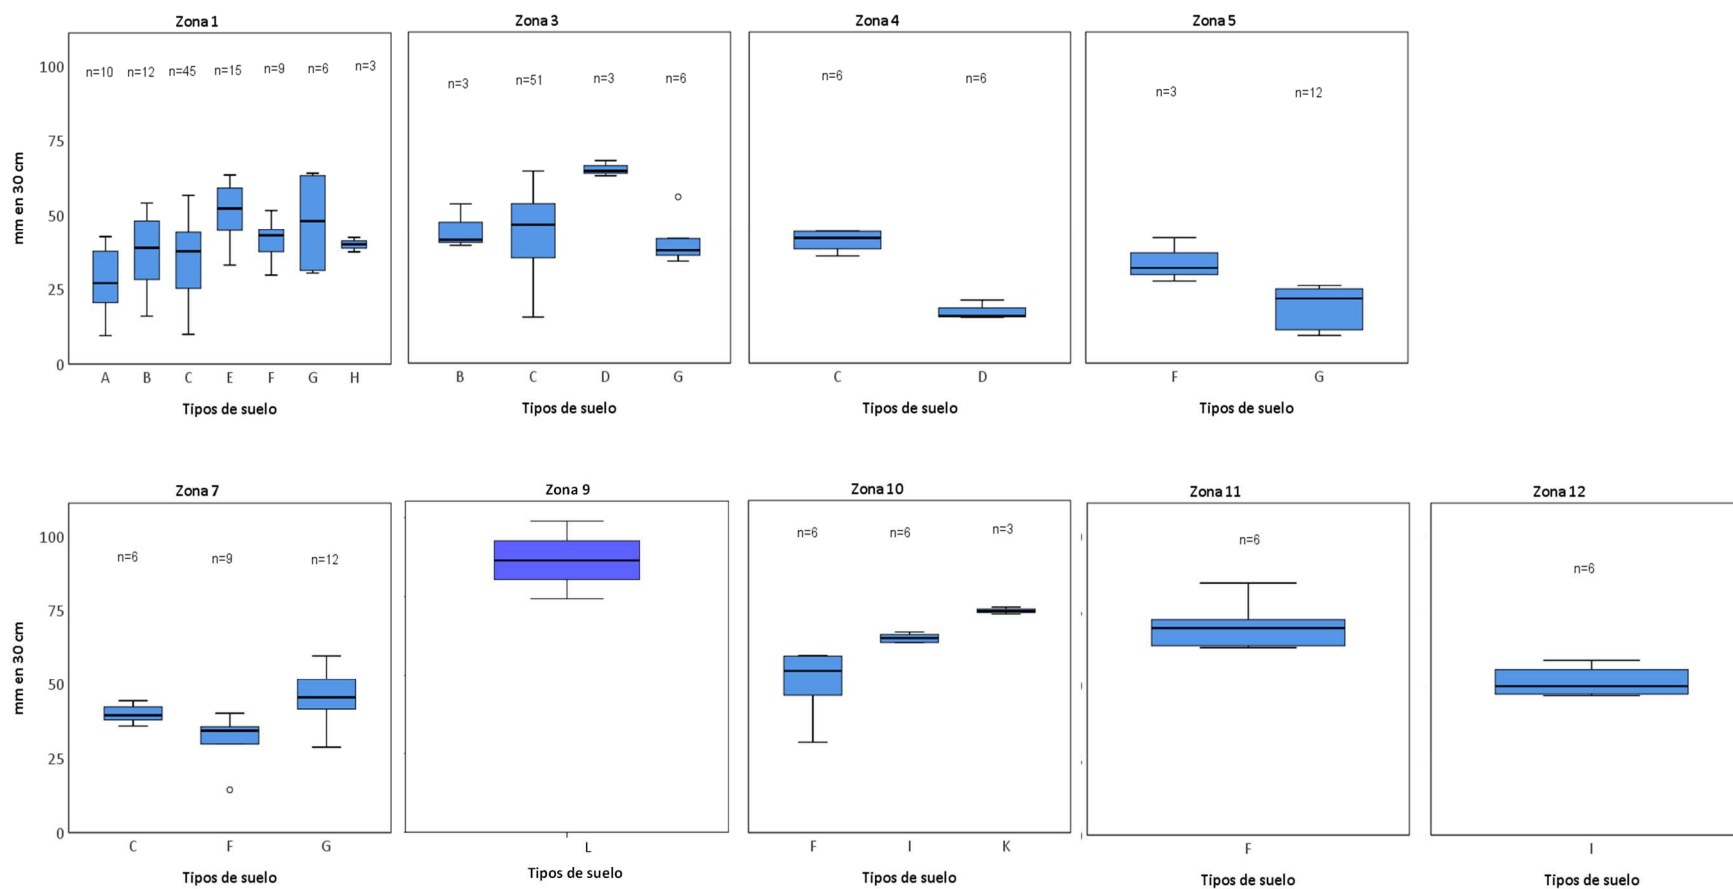 Zona 1
Zona 3
Zona 4
Zona 5
mm en 30 cm
100
75
50
25
0
n=10 n=12 n=45 n=15 n=9 n=6 n=3
n=3 n=51 n=3 n=6
n=6 n=6
n=3 n=12
A B C E F G H
B C D G
C D
F G
Tipos de suelo
Tipos de suelo
Tipos de suelo
Tipos de suelo
Zona 7
Zona 9
Zona 10
Zona 11
Zona 12
mm en 30 cm
100
75
50
25
0
n=6 n=9 n=12
n=6 n=6 n=3
n=6
n=6
C F G
L
F I K
F
I
Tipos de suelo
Tipos de suelo
Tipos de suelo
Tipos de suelo
Tipos de suelo